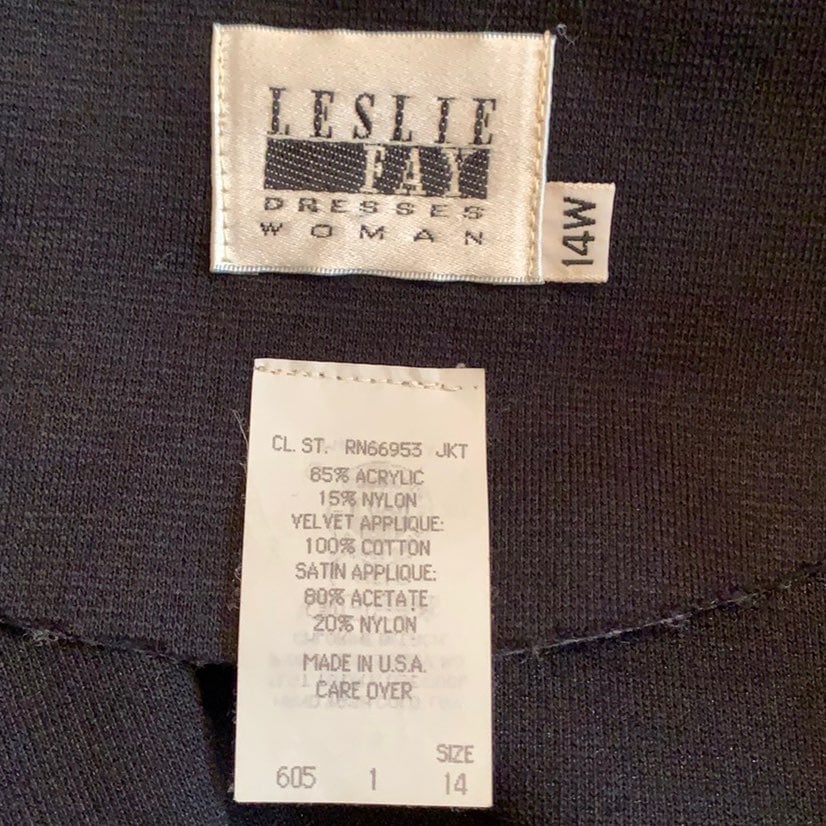 LESLIE
FAY
DRESSES
WOMAN
14W
CL. ST. RN66953 JKT
85% ACRYLIC
15% NYLON
VELVET APPLIQUE:
100% COTTON
SATIN APPLIQUE:
80% ACETATE
20% NYLON
MADE IN U.S.A.
CARE OVER
SIZE
605 1 14